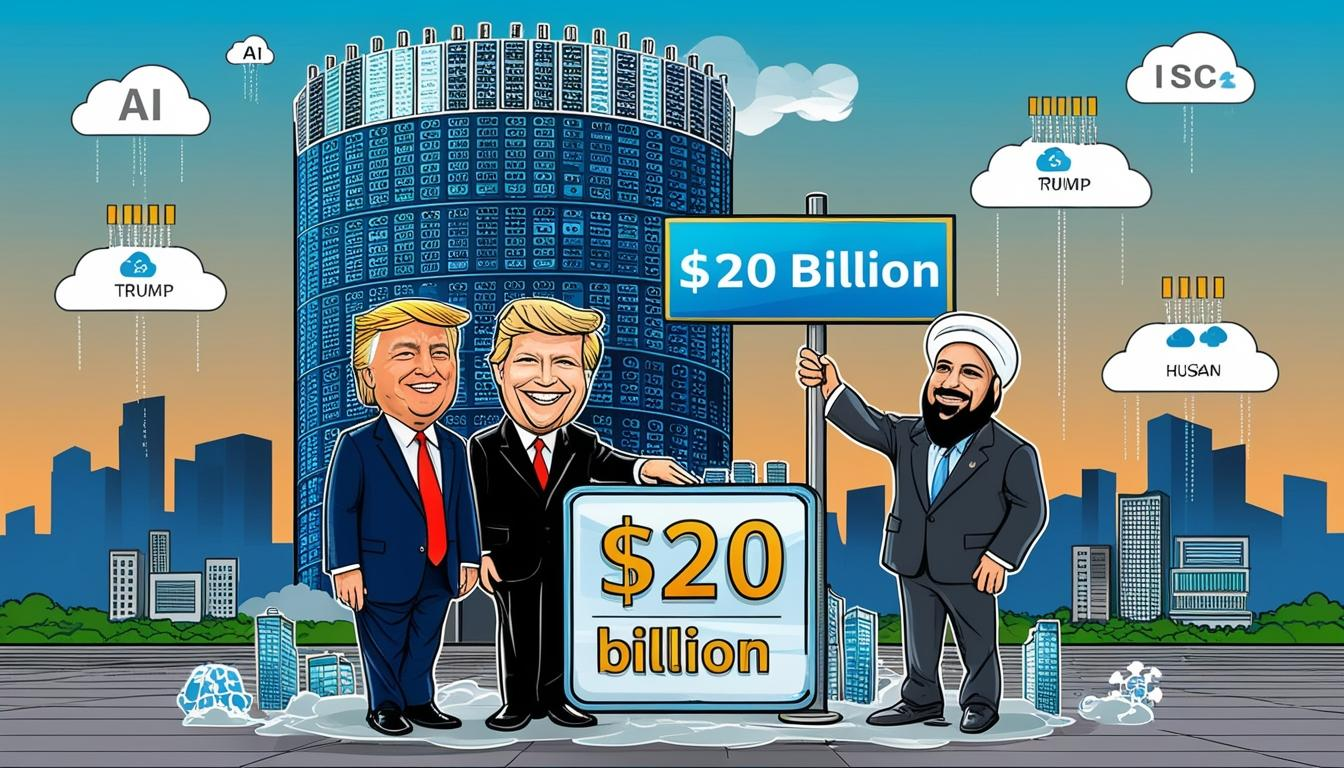 AI
AI
ISC
TRUMP
TRUMP
$20 Billion
HUSAN
$20
billion